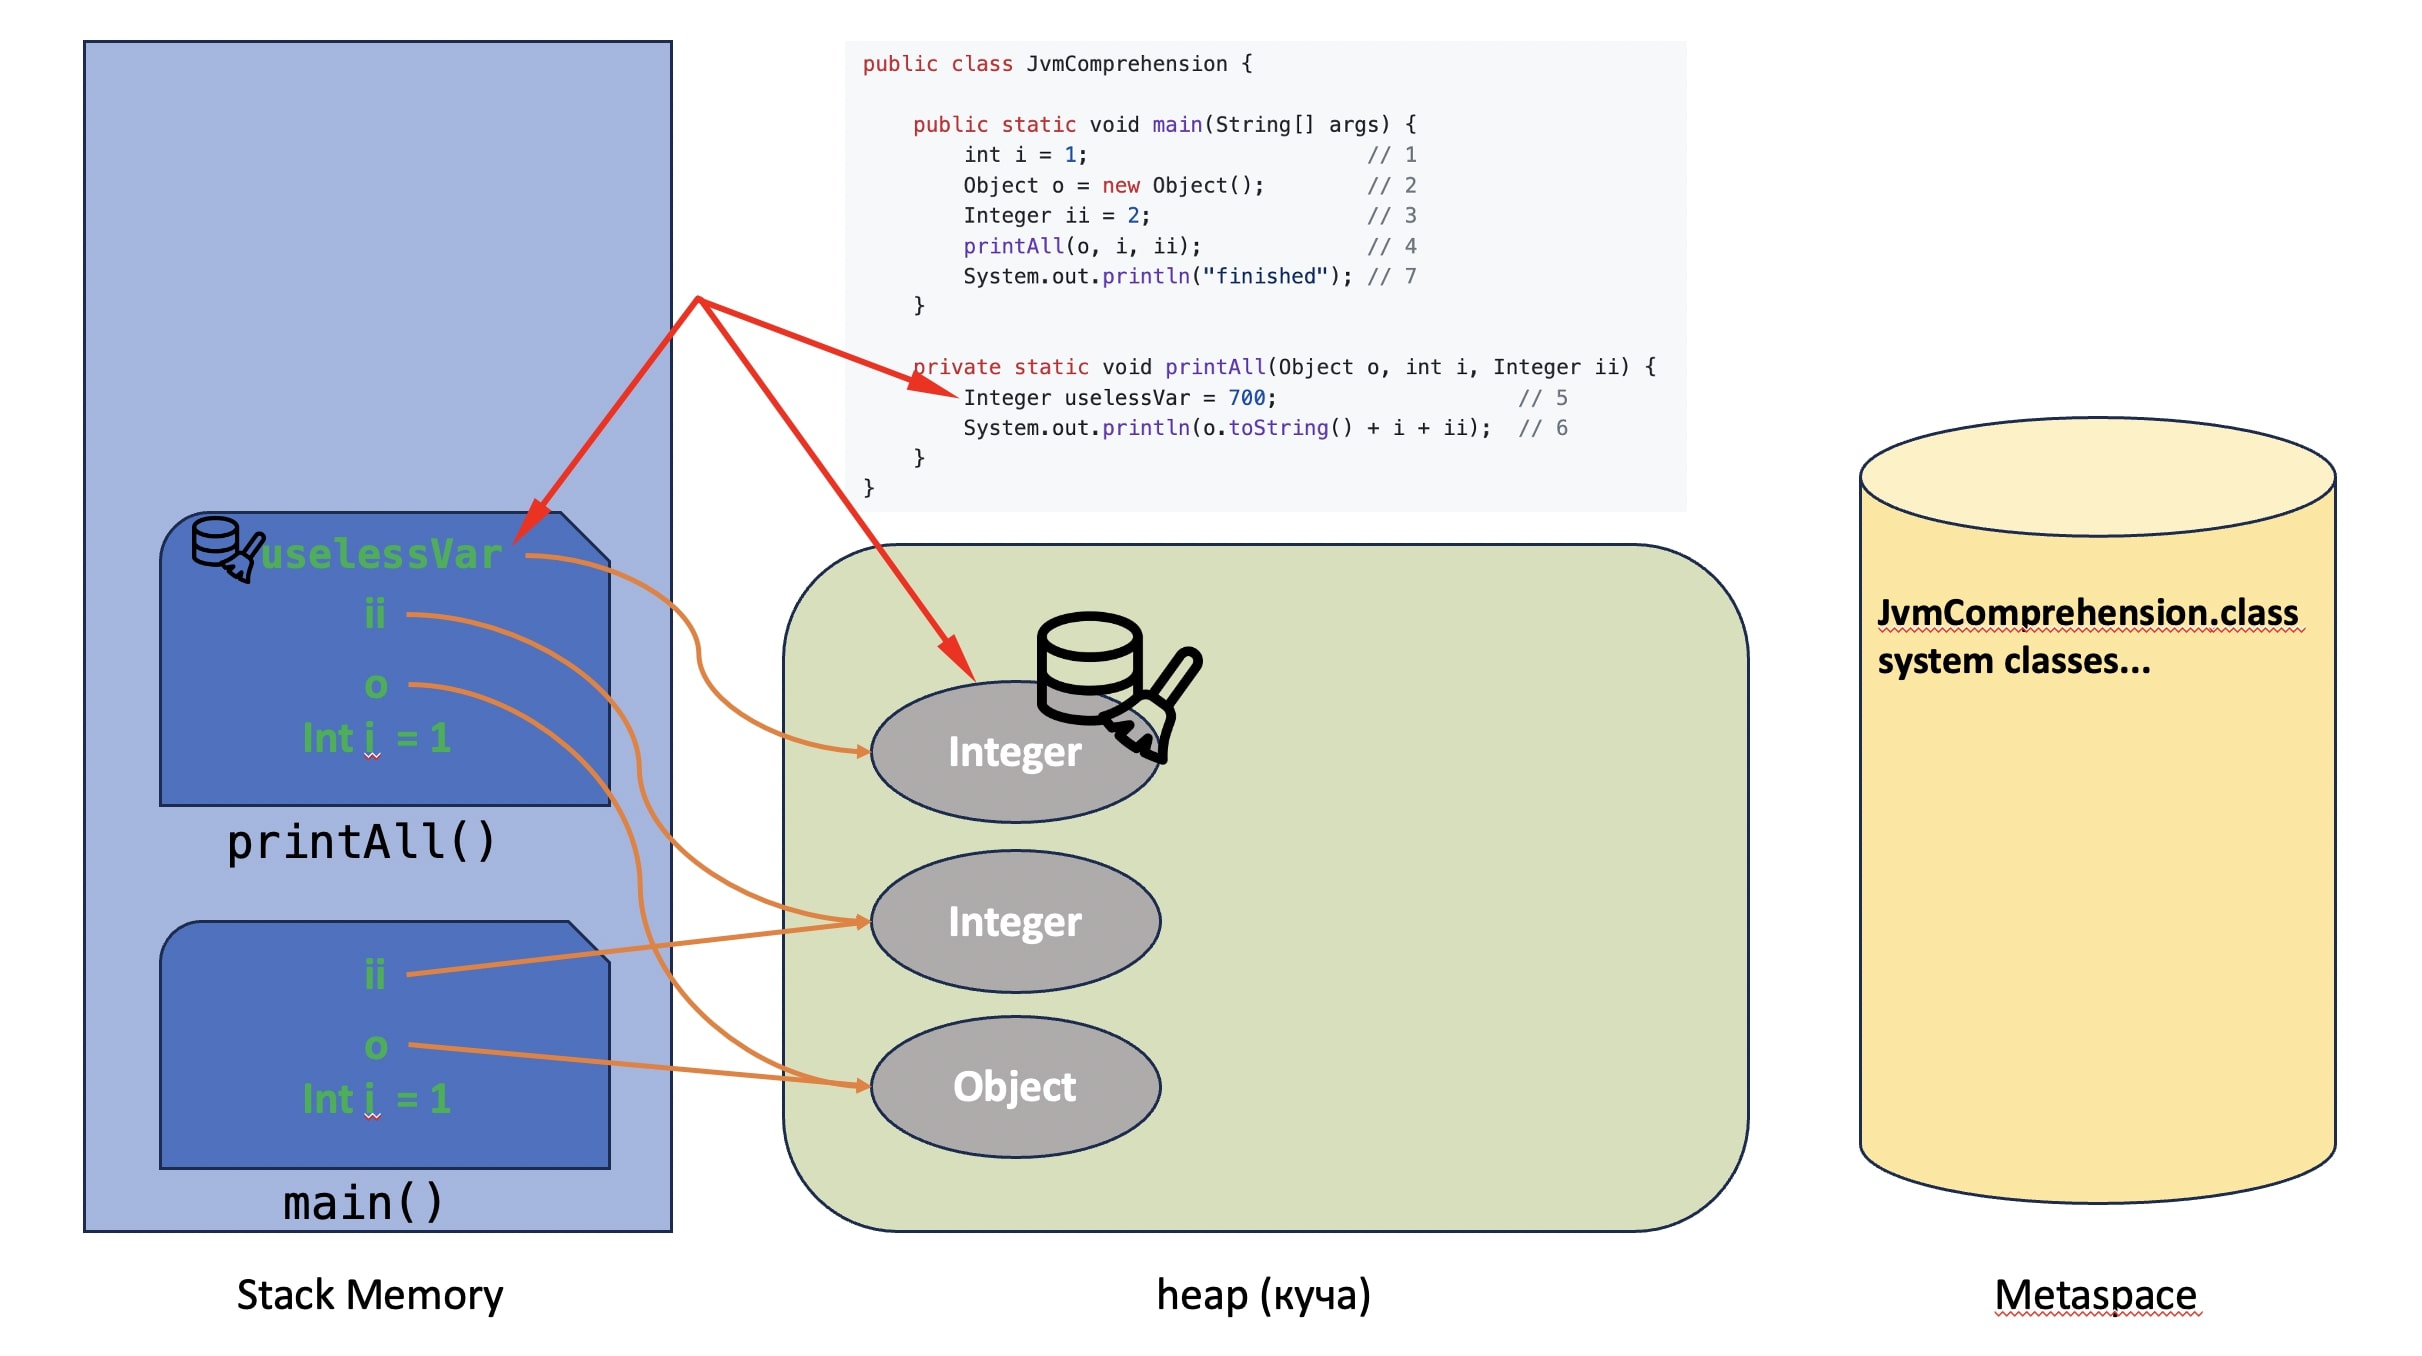 public class JvmComprehension {
public static void main(String[] args) {
int i = 1; // 1
Object o = new Object(); // 2
Integer ii = 2; // 3
printAll(o, i, ii); // 4
System.out.println("finished"); // 7
}
private static void printAll(Object o, int i, Integer ii) {
Integer uselessVar = 700; // 5
System.out.println(o.toString() + i + ii); // 6
}
}
uselessVar
ii
o
Int i = 1
printAll()
ii
o
Int i = 1
main()
Stack Memory
Integer
Integer
Object
heap (куча)
JvmComprehension.class
system classes...
Metaspace